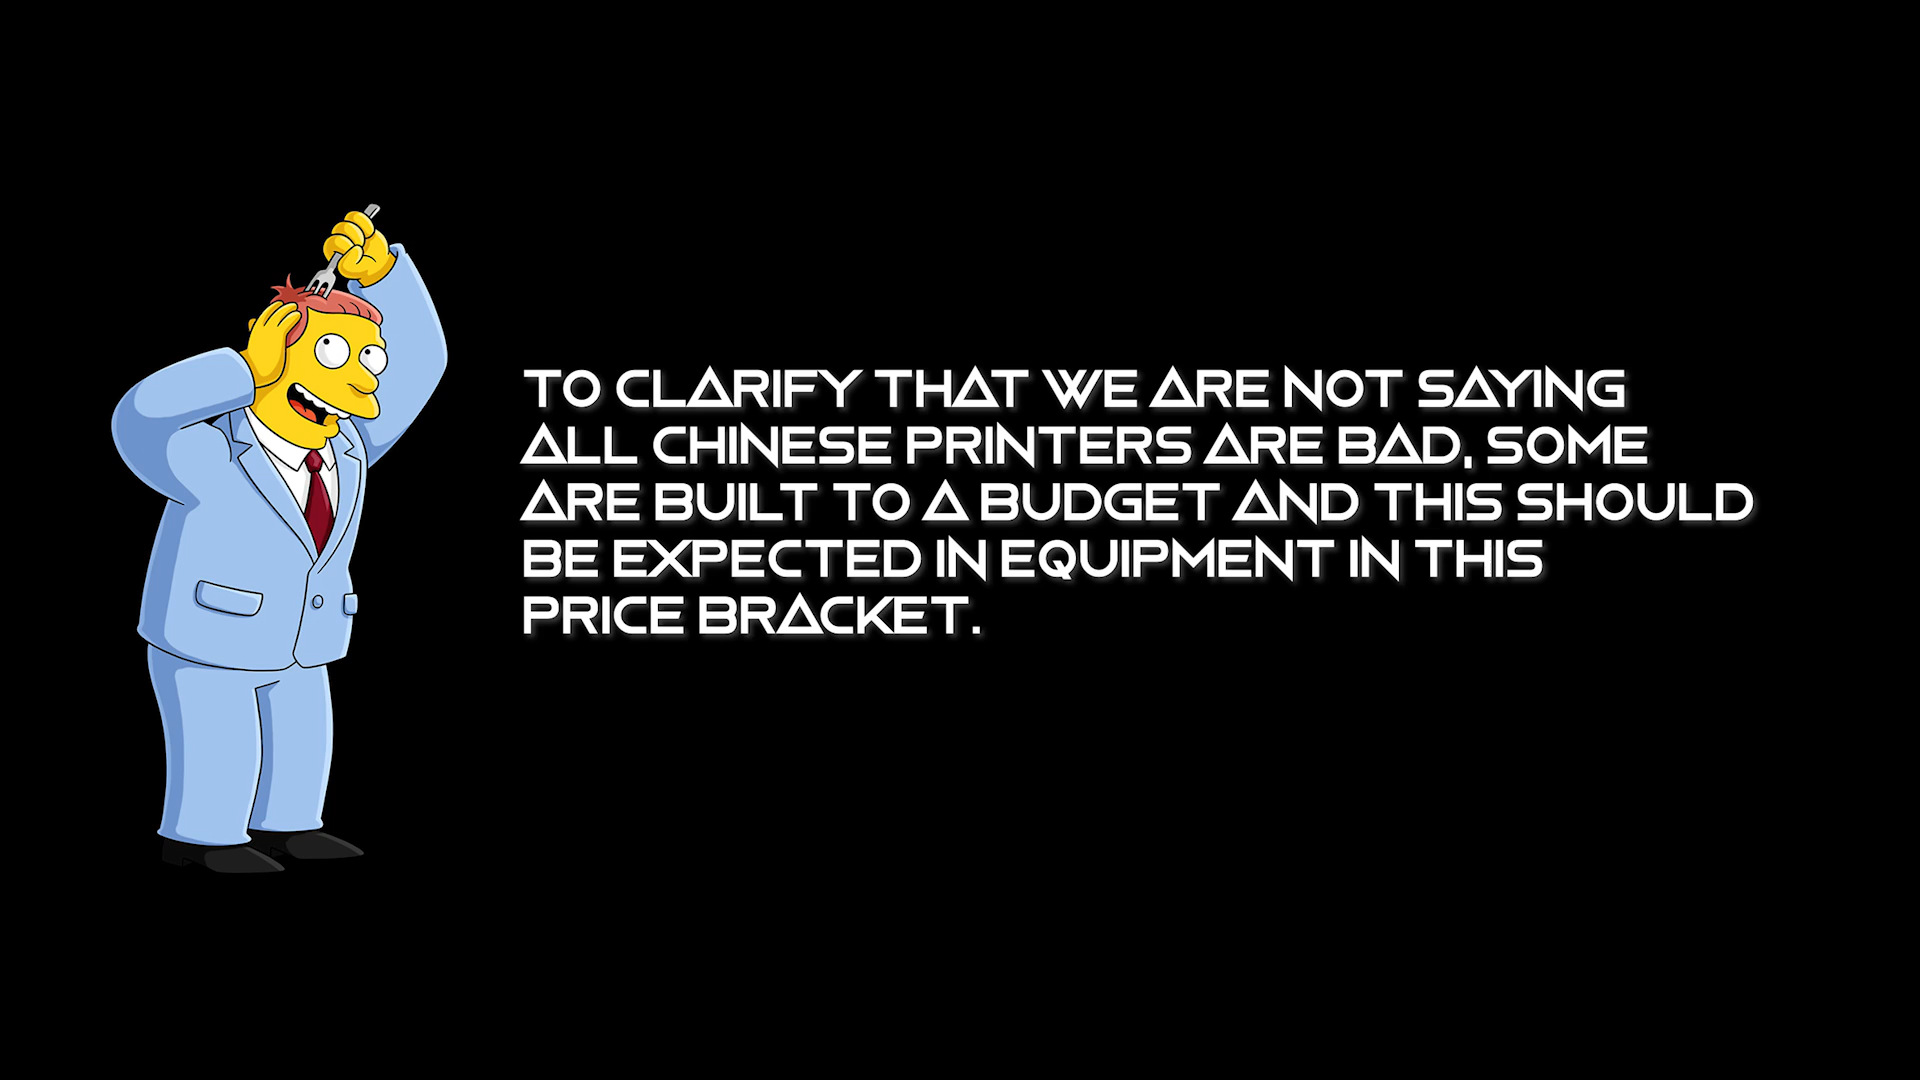 TO CLARIFY THAT WE ARE NOT SAYING
ALL CHINESE PRINTERS ARE BAD, SOME
ARE BUILT TO A BUDGET AND THIS SHOULD
BE EXPECTED IN EQUIPMENT IN THIS
PRICE BRACKET.